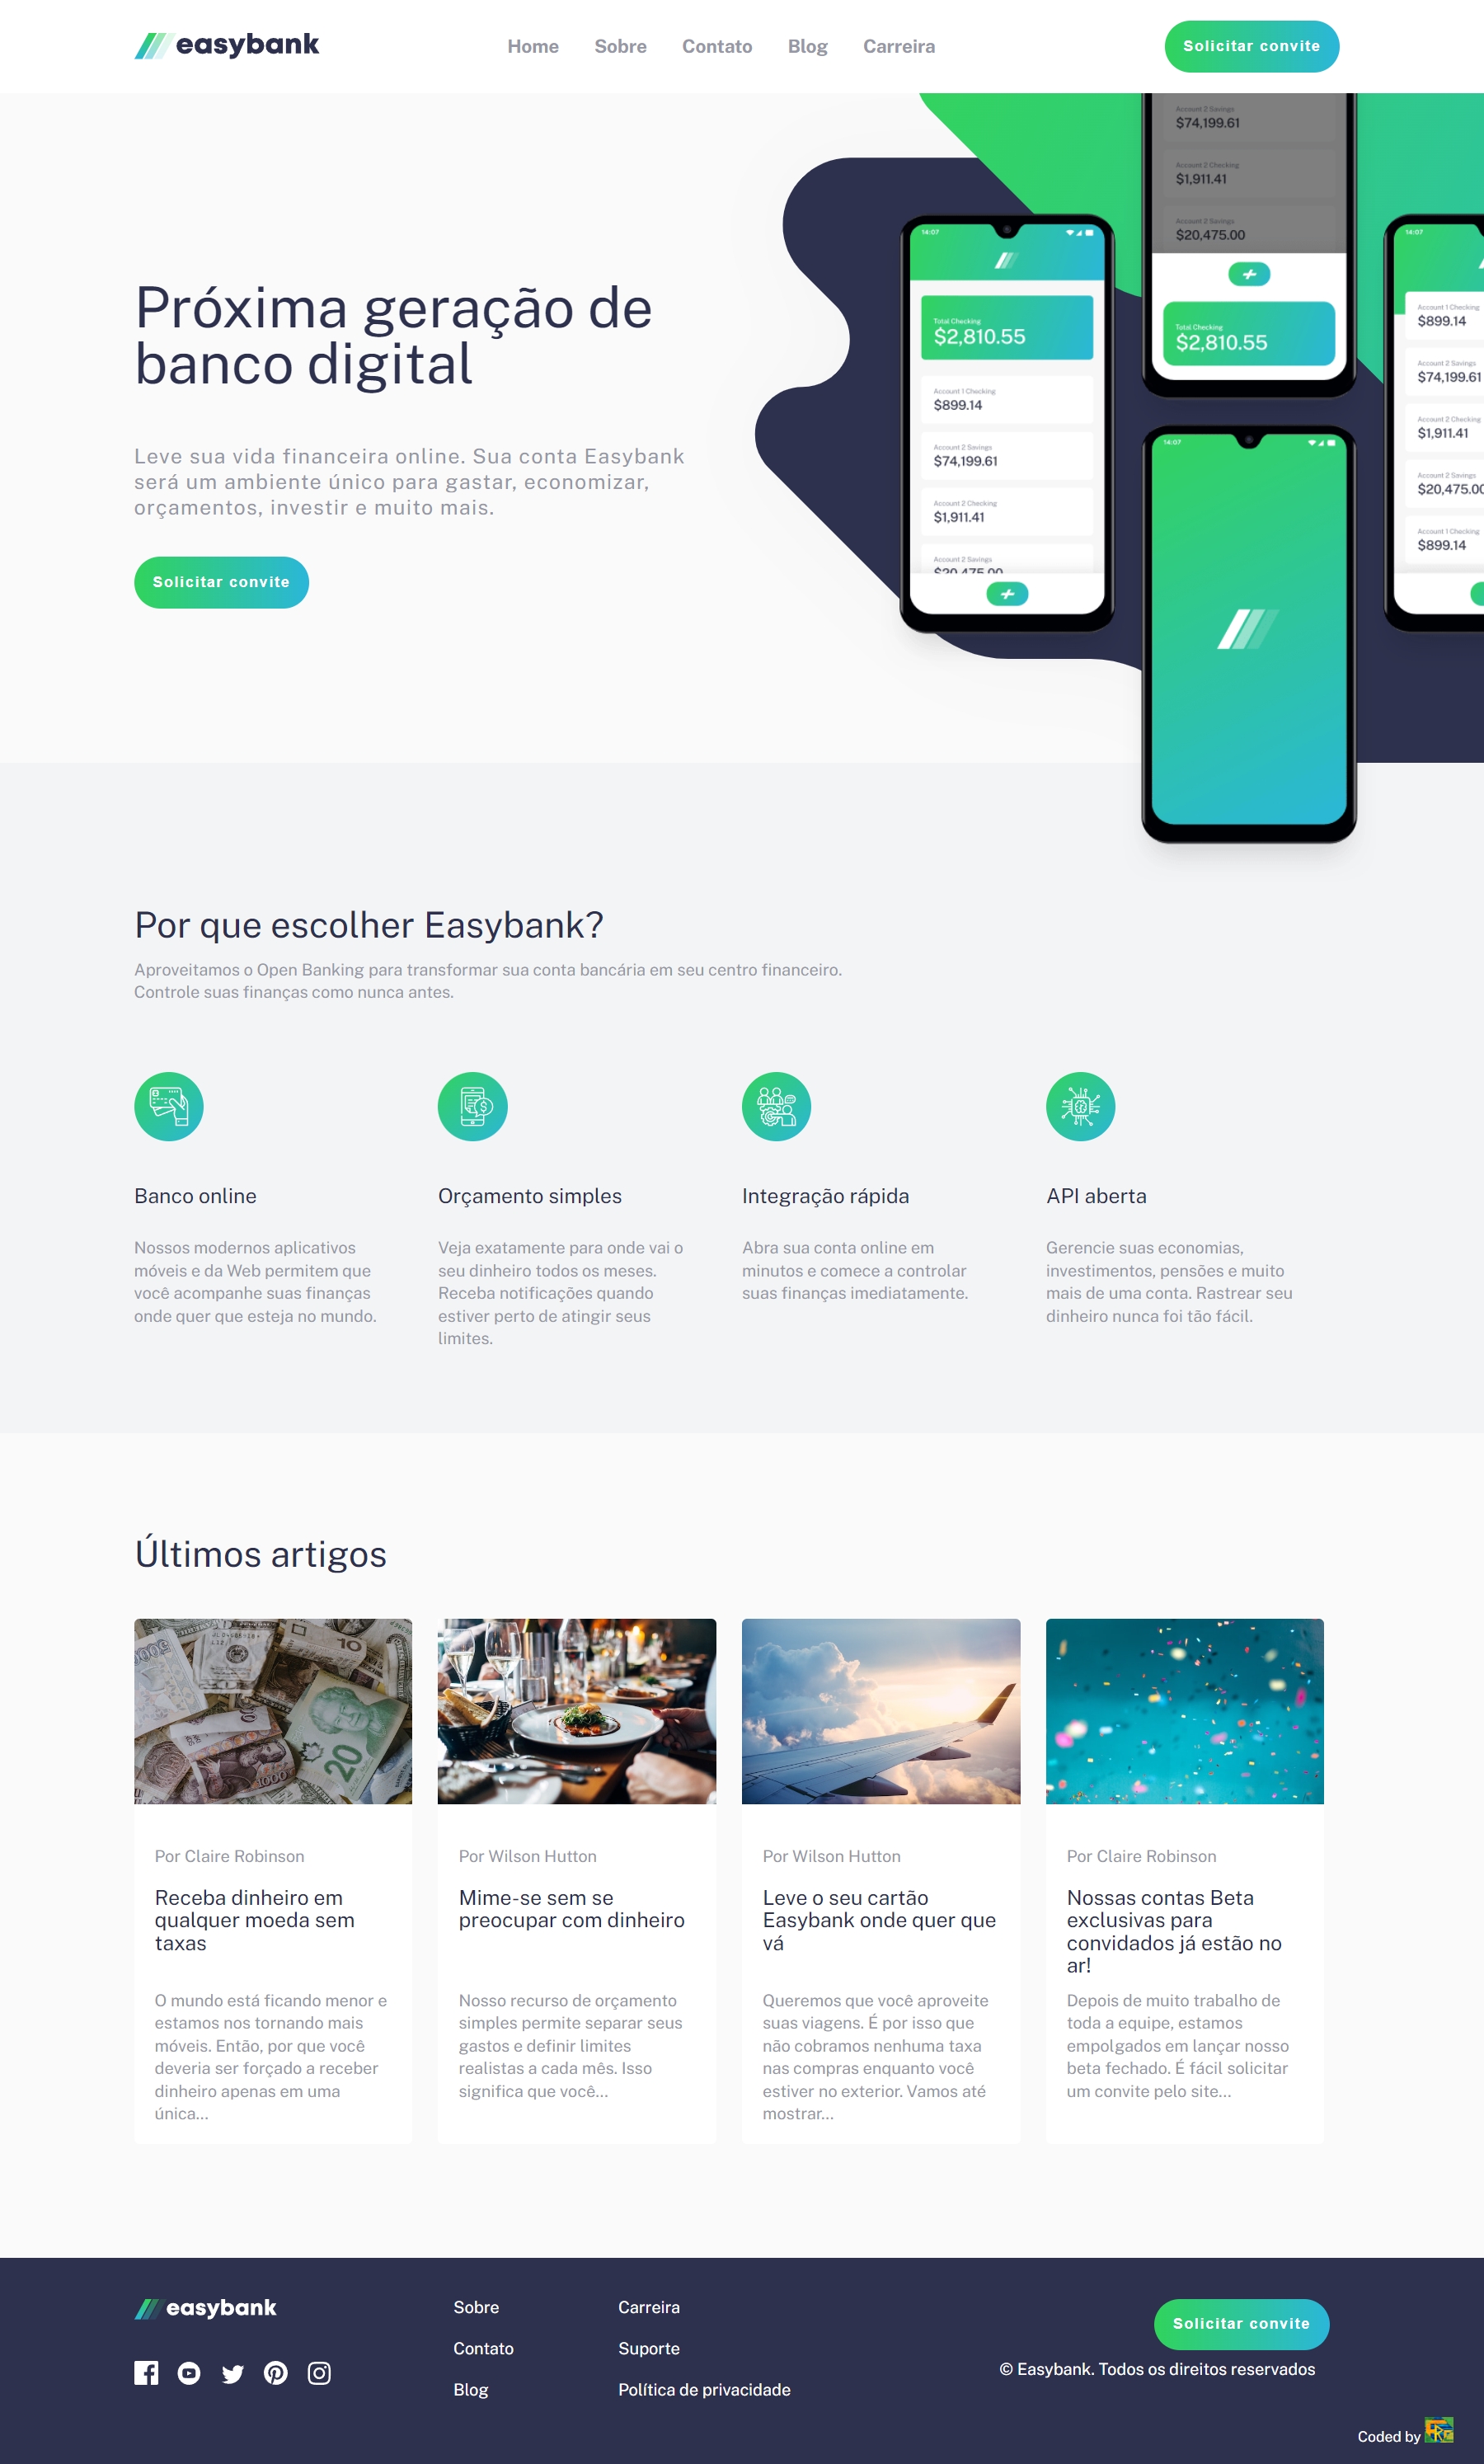 easybank
Home Sobre Contato Blog Carreira
Solicitar convite
Próxima geração de
banco digital
Leve sua vida financeira online. Sua conta Easybank
será um ambiente único para gastar, economizar,
orçamentos, investir e muito mais.
Solicitar convite
14:07
Total Checking
$2,810.55
Account 1 Checking
$899.14
Account 2 Savings
$74,199.61
Account 2 Checking
$1,911.41
Account 2 Savings
$20,475.00
Account 2 Savings
$74,199.61
Account 2 Checking
$1,911.41
Account 2 Savings
$20,475.00
Total Checking
$2,810.55
14:07
14:07
Account 1 Checking
$899.14
Account 2 Savings
$74,199.61
Account 2 Checking
$1,911.41
Account 2 Savings
$20,475.00
Account 1 Checking
$899.14
Por que escolher Easybank?
Aproveitamos o Open Banking para transformar sua conta bancária em seu centro financeiro.
Controle suas finanças como nunca antes.
Banco online
Nossos modernos aplicativos
móveis e da Web permitem que
você acompanhe suas finanças
onde quer que esteja no mundo.
Orçamento simples
Veja exatamente para onde vai o
seu dinheiro todos os meses.
Receba notificações quando
estiver perto de atingir seus
limites.
Integração rápida
Abra sua conta online em
minutos e comece a controlar
suas finanças imediatamente.
API aberta
Gerencie suas economias,
investimentos, pensões e muito
mais de uma conta. Rastrear seu
dinheiro nunca foi tão fácil.
Últimos artigos
10
20
1000
Por Claire Robinson
Receba dinheiro em
qualquer moeda sem
taxas
O mundo está ficando menor e
estamos nos tornando mais
móveis. Então, por que você
deveria ser forçado a receber
dinheiro apenas em uma
única...
Por Wilson Hutton
Mime-se sem se
preocupar com dinheiro
Nosso recurso de orçamento
simples permite separar seus
gastos e definir limites
realistas a cada mês. Isso
significa que você...
Por Wilson Hutton
Leve o seu cartão
Easybank onde quer que
vá
Queremos que você aproveite
suas viagens. É por isso que
não cobramos nenhuma taxa
nas compras enquanto você
estiver no exterior. Vamos até
mostrar...
Por Claire Robinson
Nossas contas Beta
exclusivas para
convidados já estão no
ar!
Depois de muito trabalho de
toda a equipe, estamos
empolgados em lançar nosso
beta fechado. É fácil solicitar
um convite pelo site...
easybank
Sobre
Contato
Blog
Carreira
Suporte
Política de privacidade
Solicitar convite
© Easybank. Todos os direitos reservados
Coded by